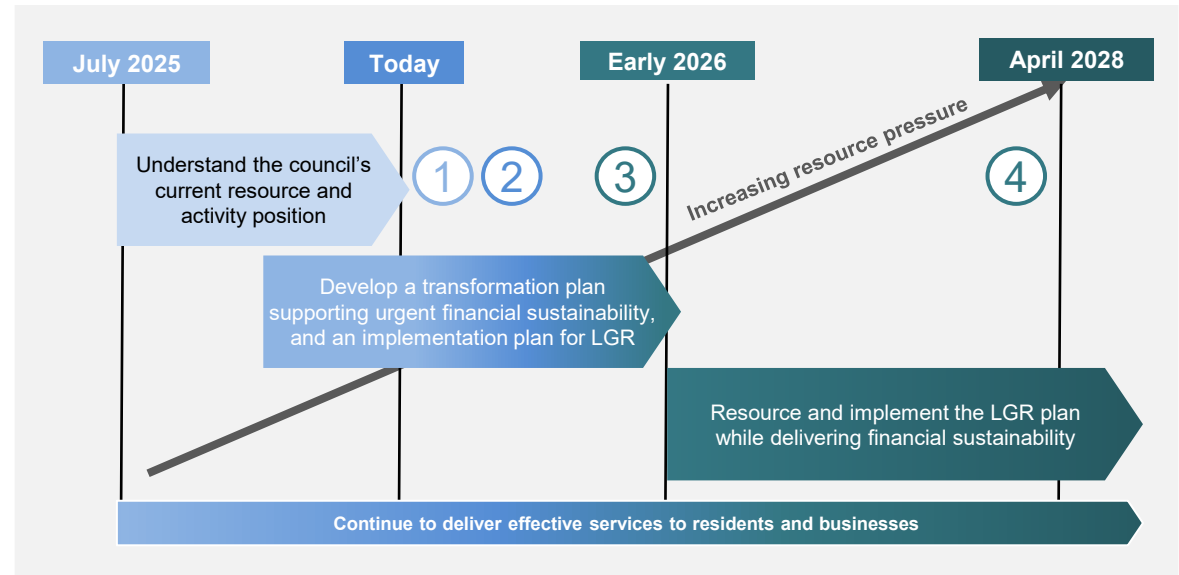 July 2025
Today
Early 2026
April 2028
Understand the council’s
current resource and
activity position
1
2
3
4
Increasing resource pressure
Develop a transformation plan
supporting urgent financial sustainability,
and an implementation plan for LGR
Resource and implement the LGR plan
while delivering financial sustainability
Continue to deliver effective services to residents and businesses